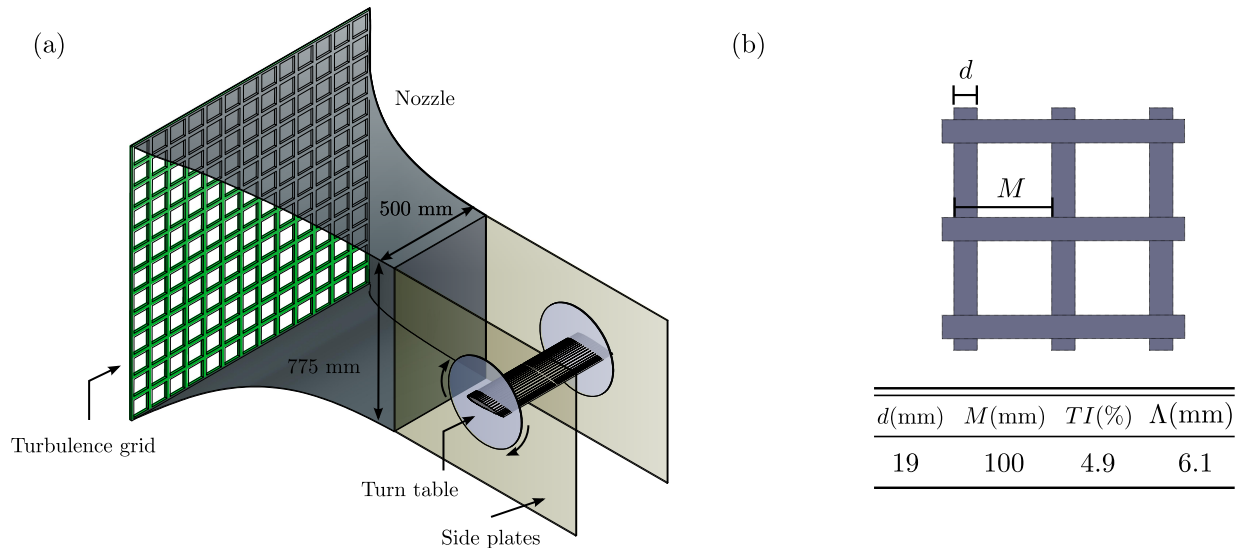 (a)
Nozzle
500 mm
775 mm
Turbulence grid
Turn table
Side plates
(b)
d
M
d(mm) M(mm) TI(%) Λ(mm)
19 100 4.9 6.1